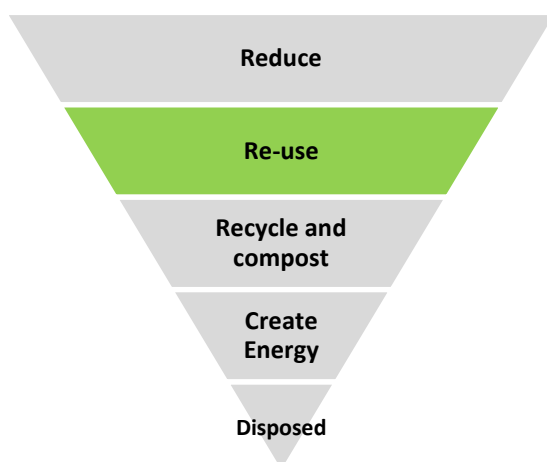 Reduce
Re-use
Recycle and
compost
Create
Energy
Disposed